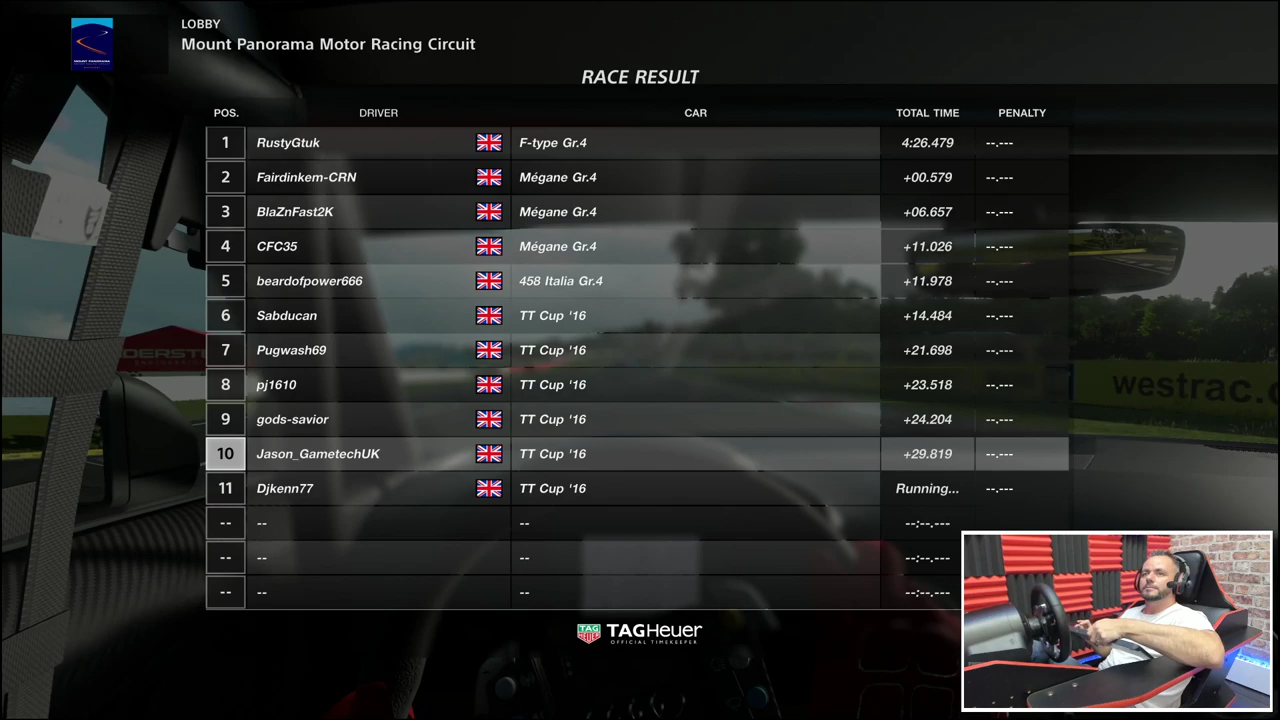 LOBBY
Mount Panorama Motor Racing Circuit
RACE RESULT
POS. DRIVER CAR TOTAL TIME PENALTY
1 RustyGtuk F-type Gr.4 4:26.479 --.---
2 Fairdinkem-CRN Mégane Gr.4 +00.579 --.---
3 BlaZnFast2K Mégane Gr.4 +06.657 --.---
4 CFC35 Mégane Gr.4 +11.026 --.---
5 beardofpower666 458 Italia Gr.4 +11.978 --.---
6 Sabducan TT Cup '16 +14.484 --.---
7 Pugwash69 TT Cup '16 +21.698 --.---
8 pj1610 TT Cup '16 +23.518 --.---
9 gods-savior TT Cup '16 +24.204 --.---
10 Jason_GametechUK TT Cup '16 +29.819 --.---
11 Djkenn77 TT Cup '16 Running... --.---
-- -- -- --:--.---
-- -- -- --:--.---
-- -- -- --:--.---
westrac.c
TAG HEUER TAGHeuer
OFFICIAL TIMEKEEPER